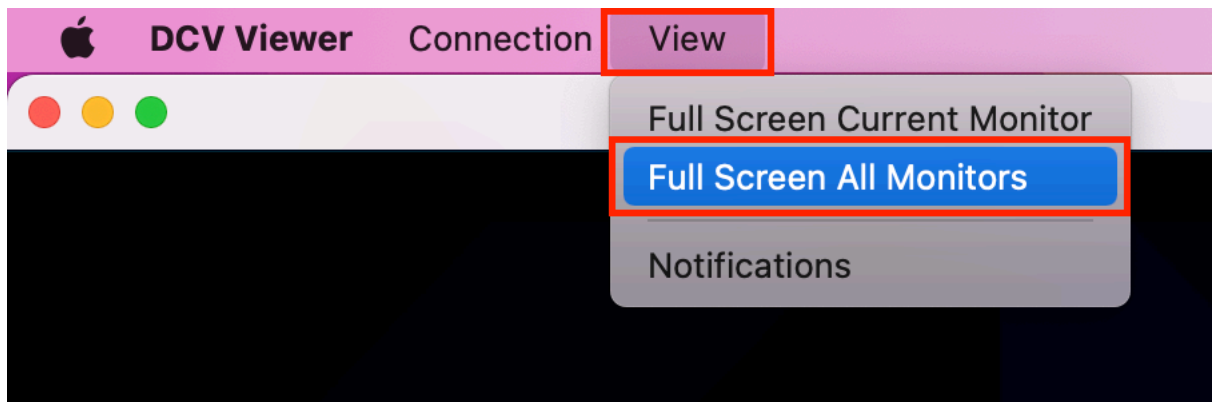 DCV Viewer Connection View
Full Screen Current Monitor
Full Screen All Monitors
Notifications